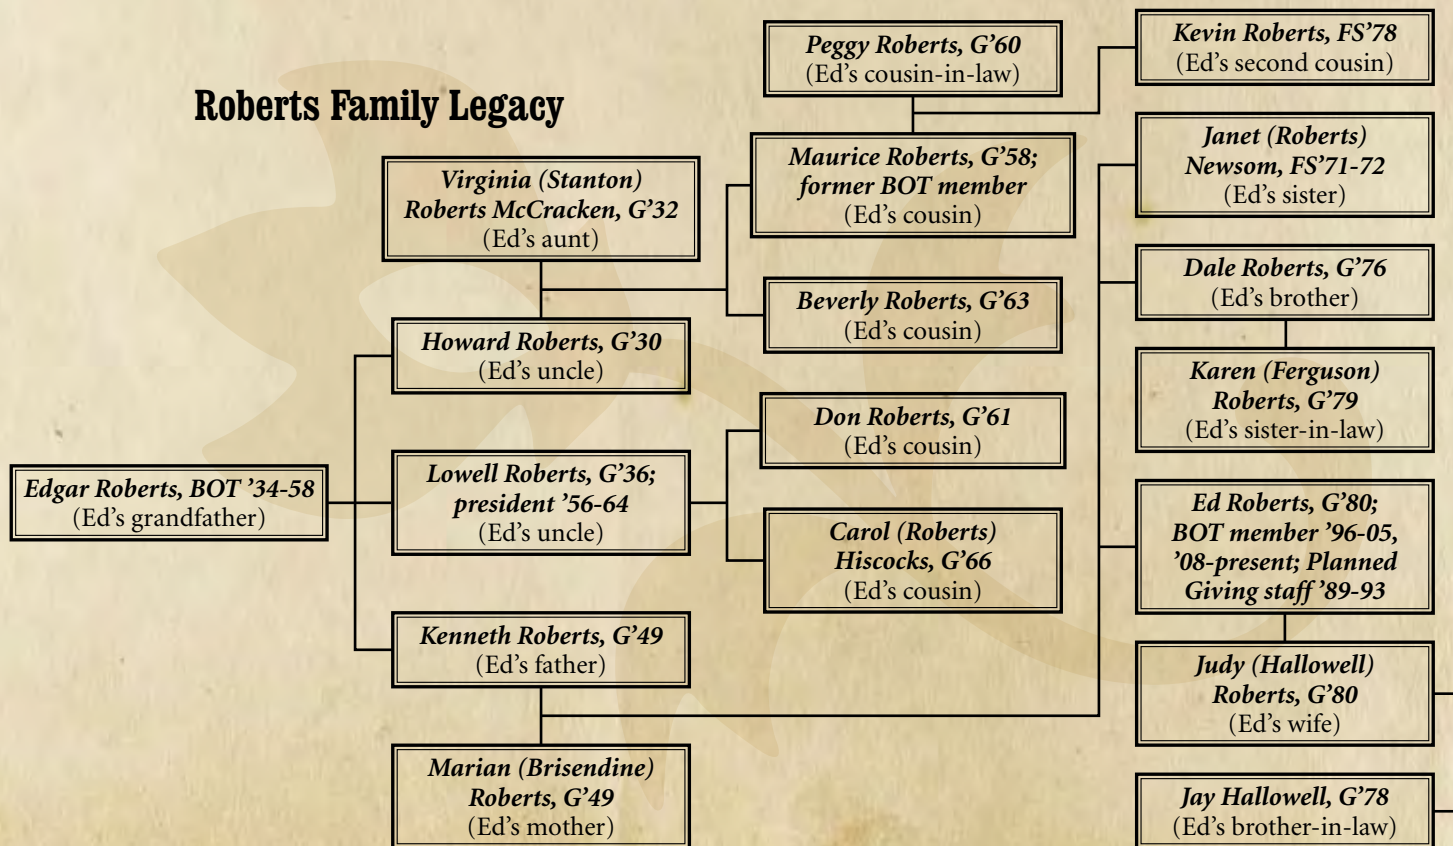 Roberts Family Legacy
Edgar Roberts, BOT ’34-58
(Ed’s grandfather)
Virginia (Stanton)
Roberts McCracken, G’32
(Ed’s aunt)
Howard Roberts, G’30
(Ed’s uncle)
Lowell Roberts, G’36;
president ’56-64
(Ed’s uncle)
Kenneth Roberts, G’49
(Ed’s father)
Marian (Brisendine)
Roberts, G’49
(Ed’s mother)
Peggy Roberts, G’60
(Ed’s cousin-in-law)
Maurice Roberts, G’58;
former BOT member
(Ed’s cousin)
Beverly Roberts, G’63
(Ed’s cousin)
Don Roberts, G’61
(Ed’s cousin)
Carol (Roberts)
Hiscocks, G’66
(Ed’s cousin)
Kevin Roberts, FS’78
(Ed’s second cousin)
Janet (Roberts)
Newsom, FS’71-72
(Ed’s sister)
Dale Roberts, G’76
(Ed’s brother)
Karen (Ferguson)
Roberts, G’79
(Ed’s sister-in-law)
Ed Roberts, G’80;
BOT member ’96-05,
’08-present; Planned
Giving staff ’89-93
Judy (Hallowell)
Roberts, G’80
(Ed’s wife)
Jay Hallowell, G’78
(Ed’s brother-in-law)